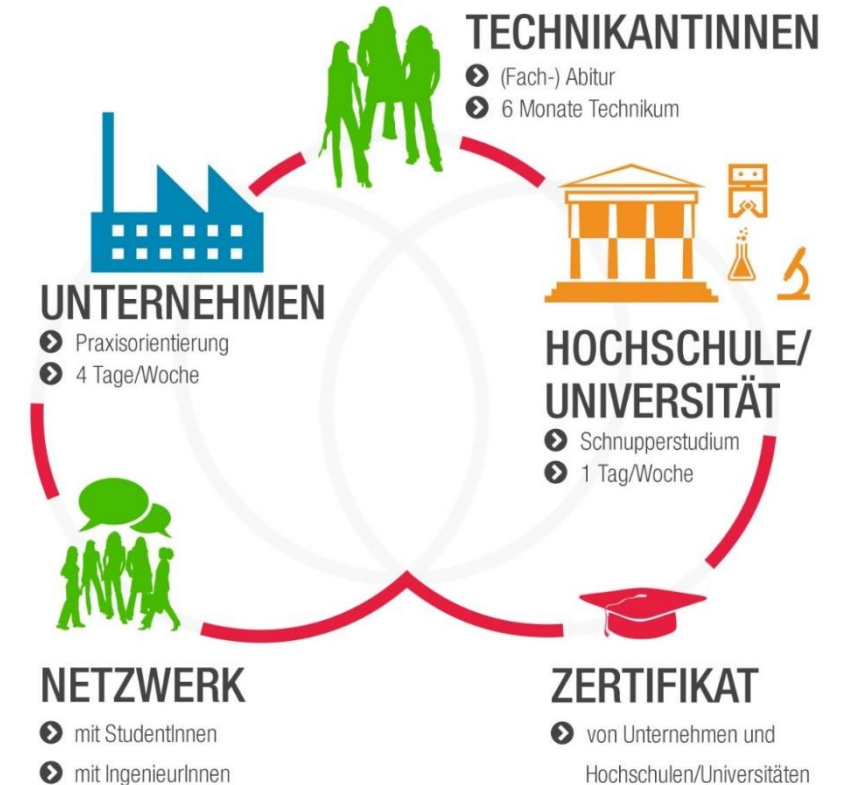 TECHNIKANTINNEN
(Fach-) Abitur
6 Monate Technikum
UNTERNEHMEN
Praxisorientierung
4 Tage/Woche
HOCHSCHULE/
UNIVERSITÄT
Schnupperstudium
1 Tag/Woche
NETZWERK
mit StudentInnen
mit IngenieurInnen
ZERTIFIKAT
von Unternehmen und
Hochschulen/Universitäten